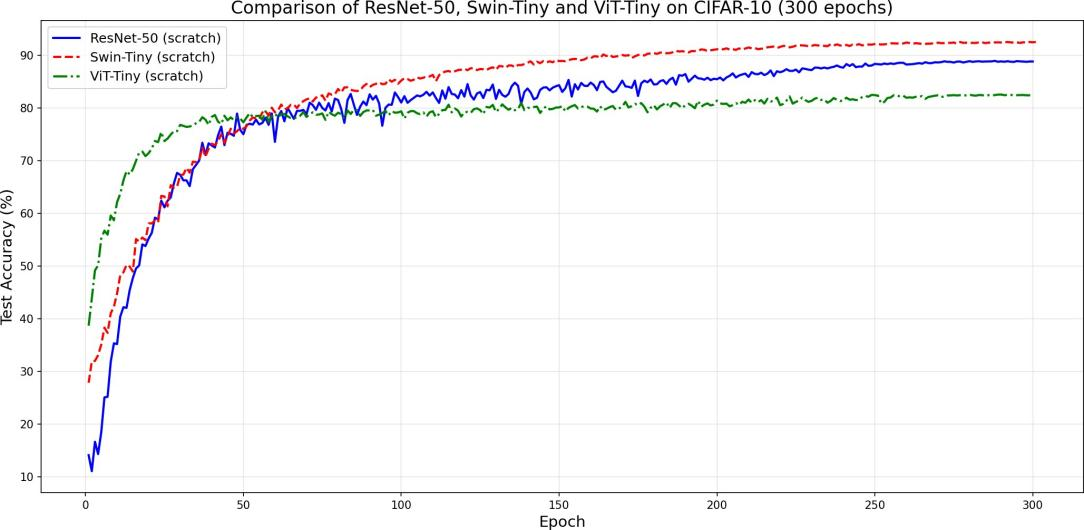 Comparison of ResNet-50, Swin-Tiny and ViT-Tiny on CIFAR-10 (300 epochs)
ResNet-50 (scratch)
Swin-Tiny (scratch)
ViT-Tiny (scratch)
Test Accuracy (%)
90
80
70
60
50
40
30
20
10
0 50 100 150 200 250 300
Epoch